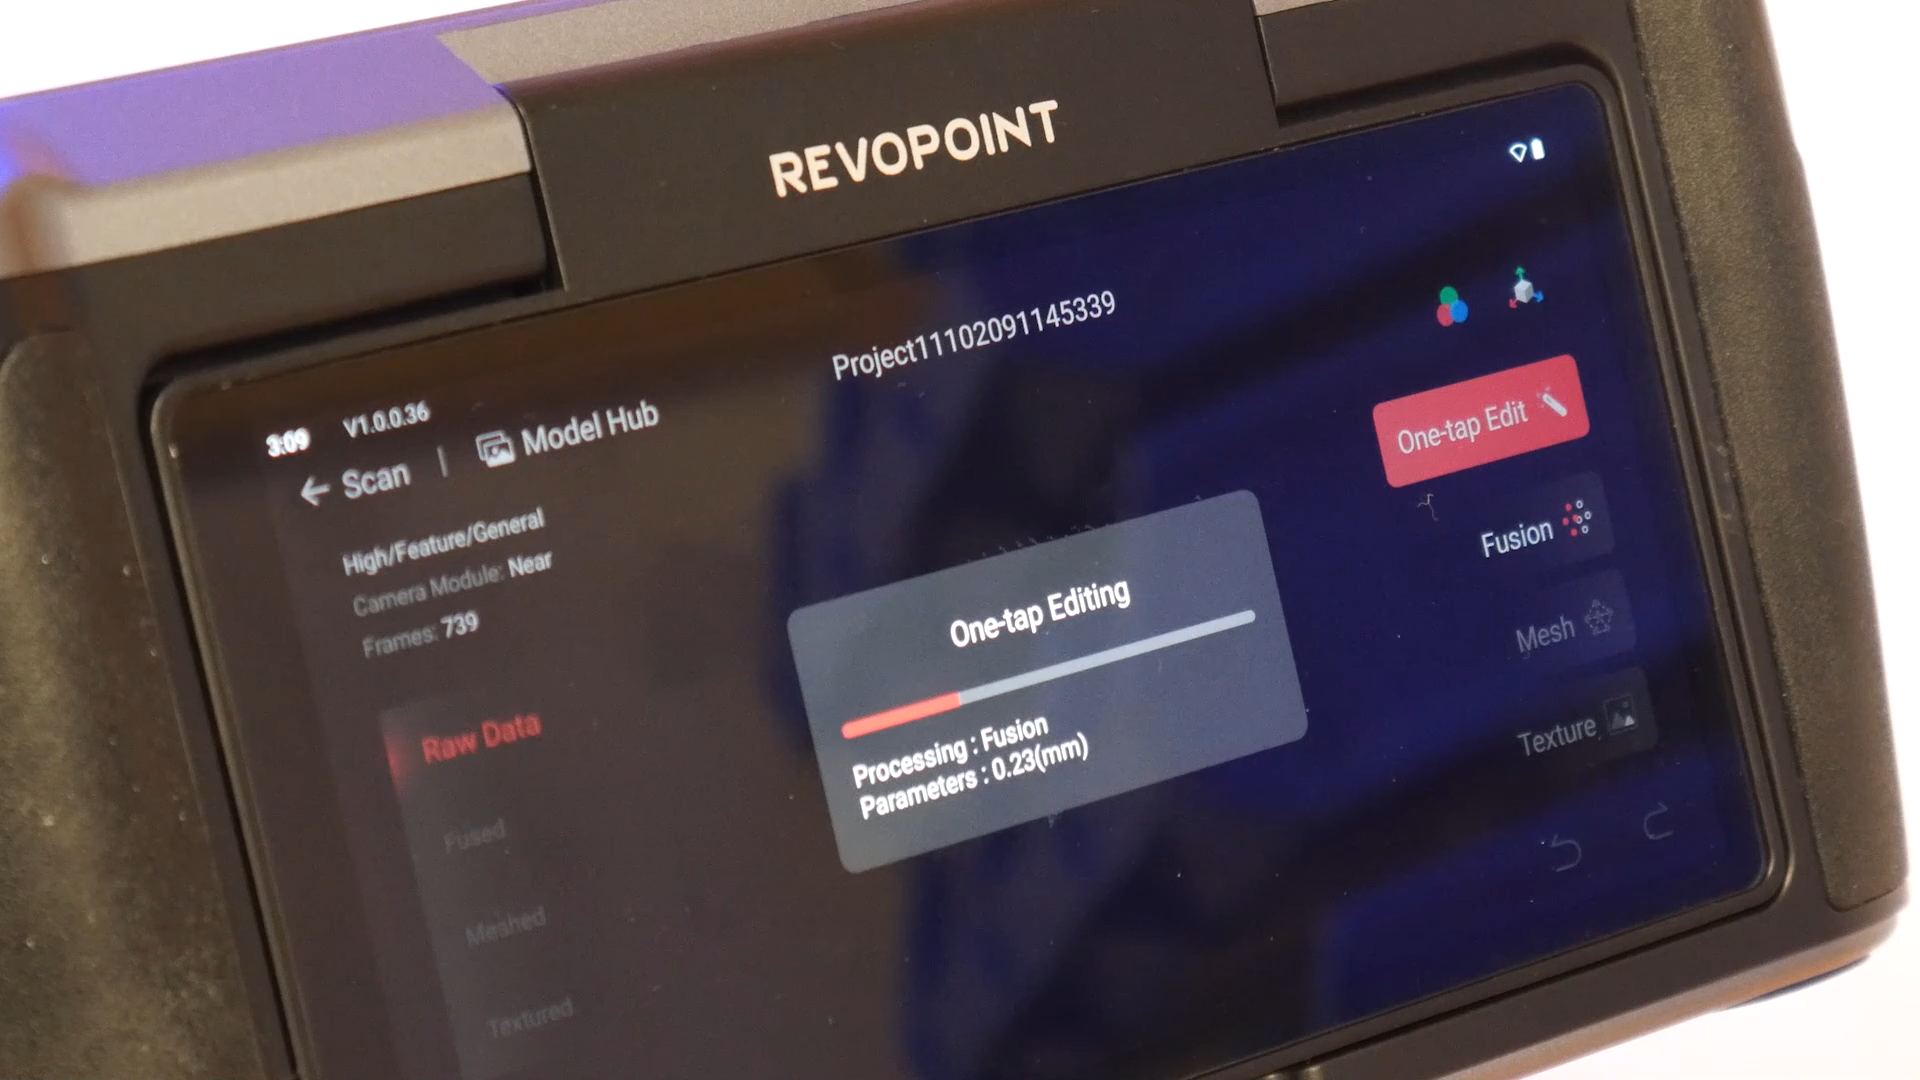 REVOPOINT
3:09
V1.0.0.36
Scan
Model Hub
Project11102091145339
High/Feature/General
Camera Module: Near
Frames: 739
Raw Data
Fused
Meshed
Textured
One-tap Editing
Processing : Fusion
Parameters : 0.23(mm)
One-tap Edit
Fusion
Mesh
Texture